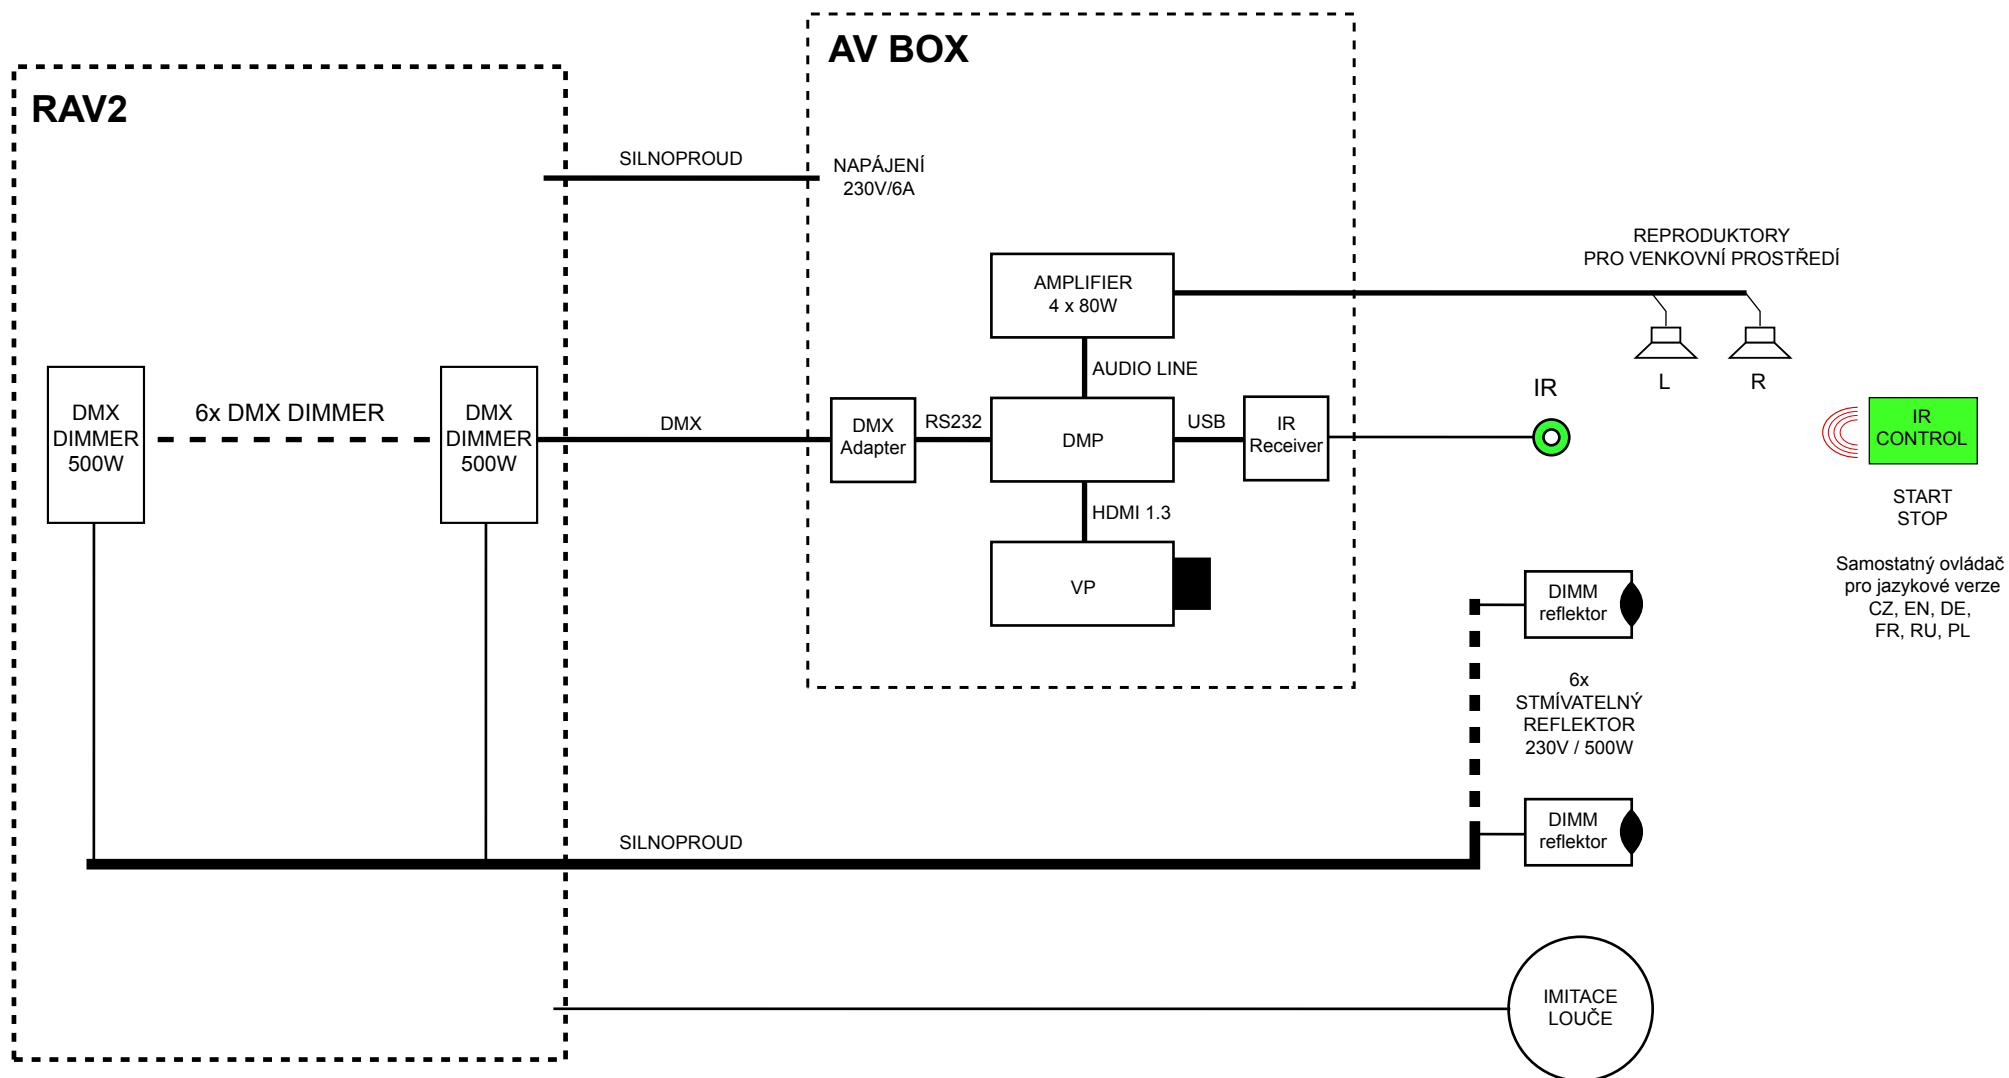 AV BOX
RAV2
SILNOPROUD
NAPÁJENÍ
230V/6A
REPRODUKTORY
PRO VENKOVNÍ PROSTŘEDÍ
AMPLIFIER
4 x 80W
AUDIO LINE
L
R
DMX
DIMMER
500W
6x DMX DIMMER
DMX
DIMMER
500W
DMX
DMX
Adapter
RS232
DMP
USB
IR
Receiver
IR
IR
CONTROL
START
STOP
HDMI 1.3
VP
Samostatný ovládač
pro jazykové verze
CZ, EN, DE,
FR, RU, PL
DIMM
reflektor
6x
STMÍVATELNÝ
REFLEKTOR
230V / 500W
DIMM
reflektor
SILNOPROUD
IMITACE
LOUČE